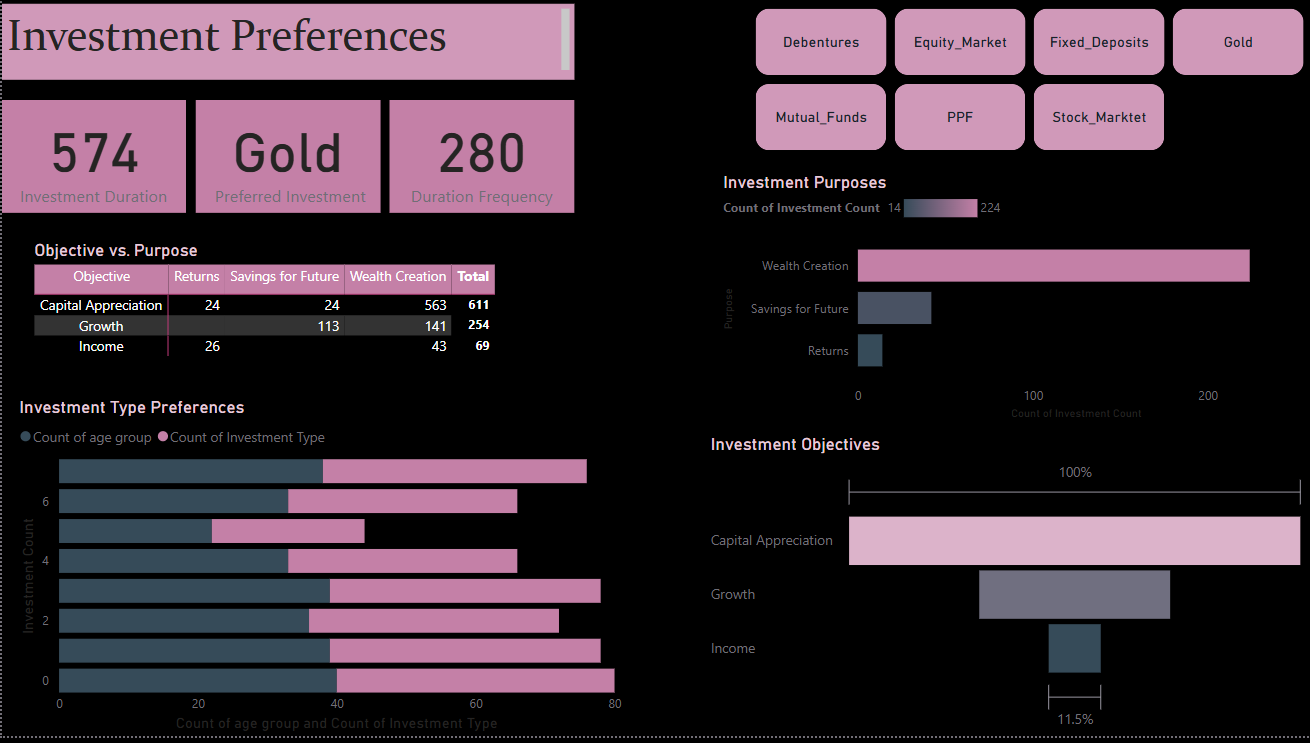 Investment Preferences
574
Investment Duration
Gold
Preferred Investment
280
Duration Frequency
Debentures
Equity_Market
Fixed_Deposits
Gold
Mutual_Funds
PPF
Stock_Marktet
Objective vs. Purpose
Objective Returns Savings for Future Wealth Creation Total
Capital Appreciation 24 24 563 611
Growth 113 141 254
Income 26 43 69
Investment Purposes
Count of Investment Count 14 224
Purpose
Wealth Creation
Savings for Future
Returns
0 100 200
Count of Investment Count
Investment Type Preferences
Count of age group Count of Investment Type
Investment Count
6
4
2
0
0 20 40 60 80
Count of age group and Count of Investment Type
Investment Objectives
100%
Capital Appreciation
Growth
Income
11.5%